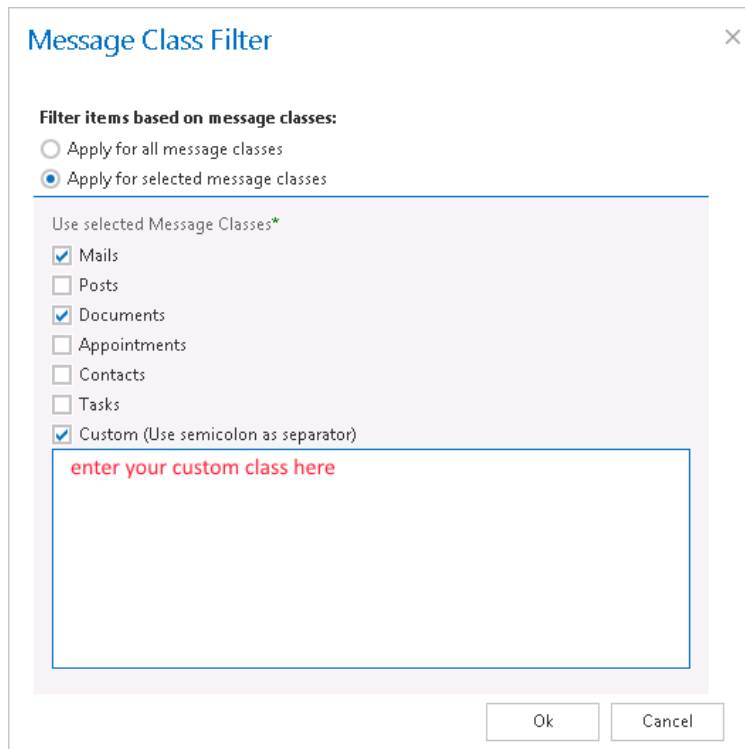 Message Class Filter
Filter items based on message classes:
Apply for all message classes
Apply for selected message classes
Use selected Message Classes*
Mails
Posts
Documents
Appointments
Contacts
Tasks
Custom (Use semicolon as separator)
enter your custom class here
Ok
Cancel